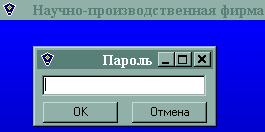 Научно-производственная фирма
Пароль
OK
Отмена